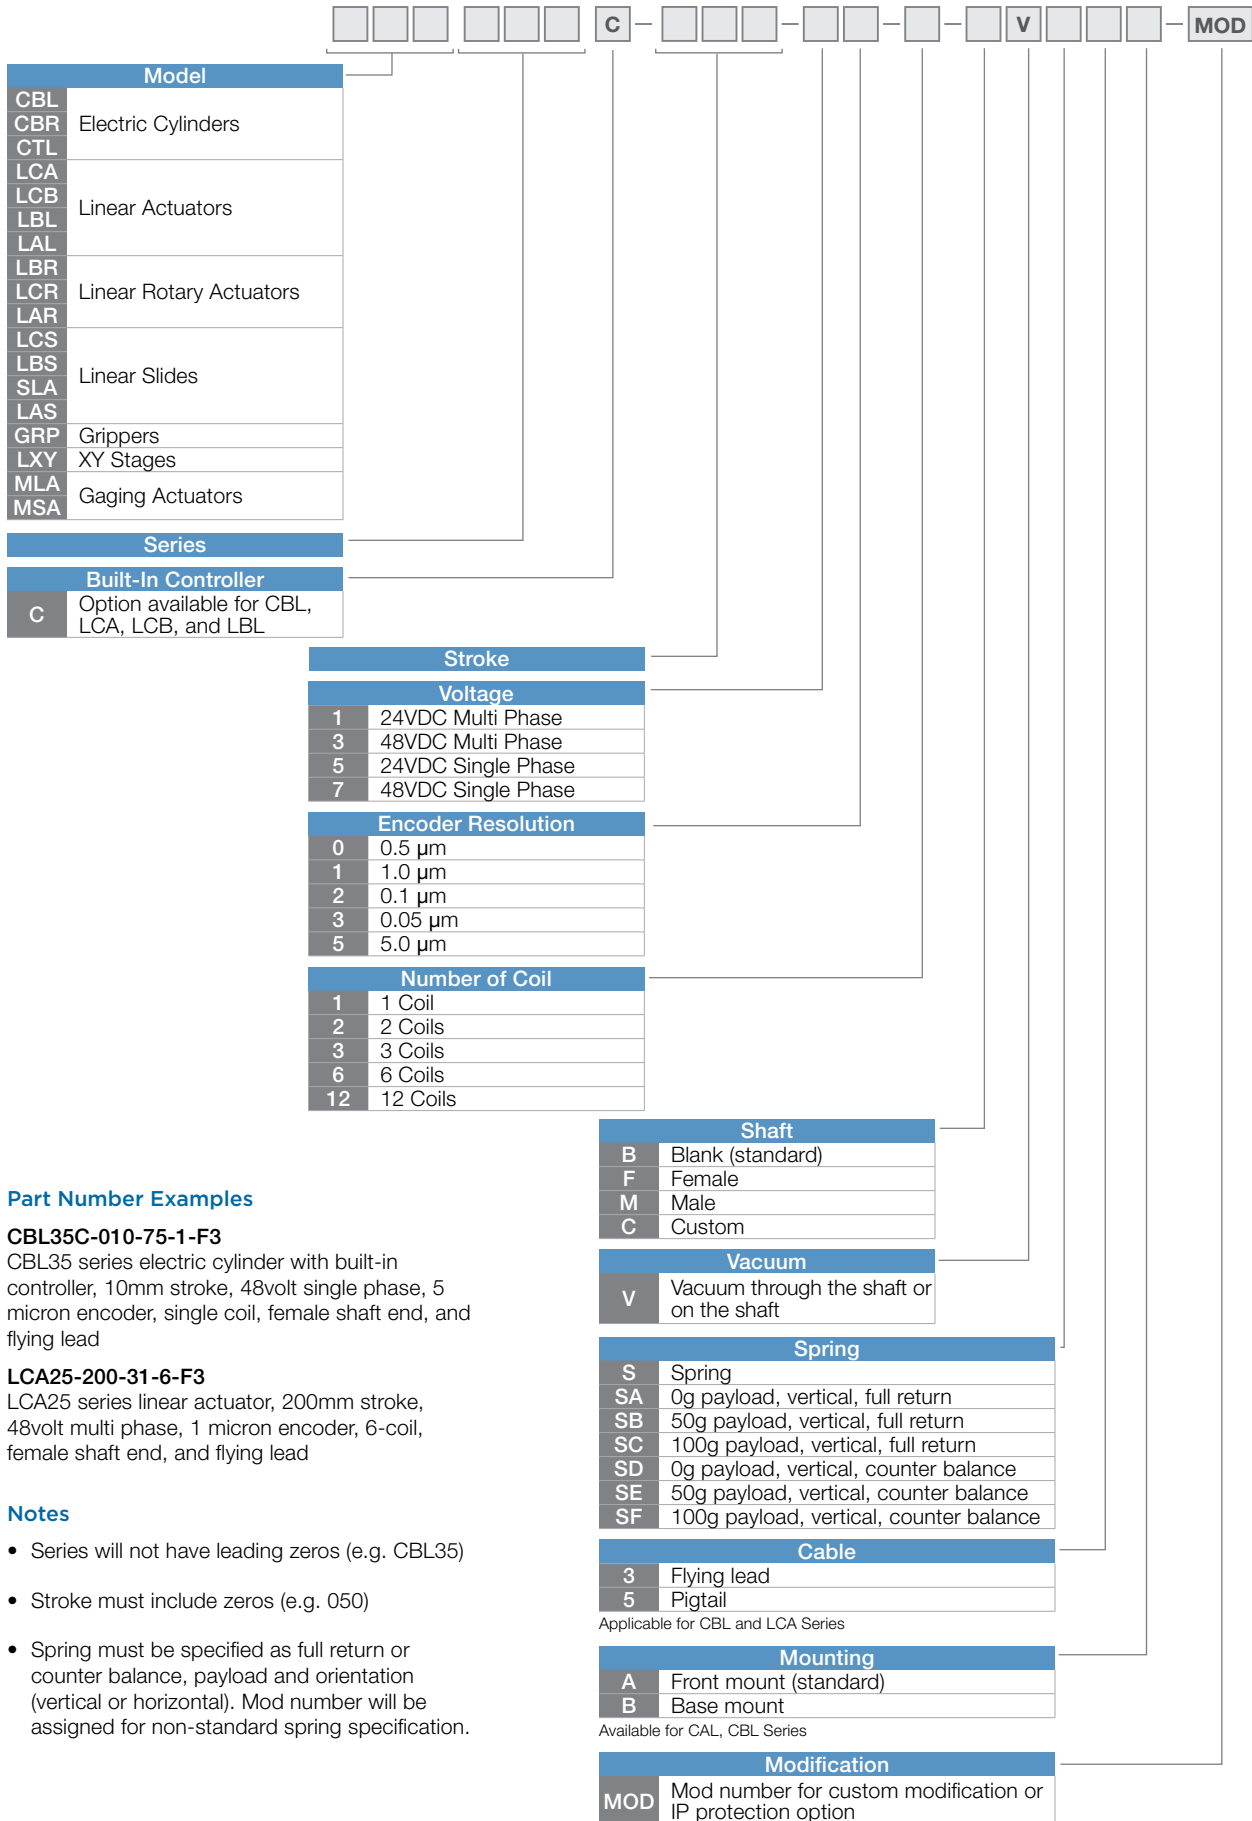 C – – – – V – MOD
Model
CBL
CBR Electric Cylinders
CTL
LCA
LCB
Linear Actuators
LBL
LAL
LBR
LCR Linear Rotary Actuators
LAR
LCS
LBS
Linear Slides
SLA
LAS
GRP Grippers
LXY XY Stages
MLA
Gaging Actuators
MSA
Series
Built-In Controller
C Option available for CBL,
LCA, LCB, and LBL
Stroke
Voltage
1 24VDC Multi Phase
3 48VDC Multi Phase
5 24VDC Single Phase
7 48VDC Single Phase
Encoder Resolution
0 0.5 µm
1 1.0 µm
2 0.1 µm
3 0.05 µm
5 5.0 µm
Number of Coil
1 1 Coil
2 2 Coils
3 3 Coils
6 6 Coils
12 12 Coils
Shaft
B Blank (standard)
F Female
M Male
C Custom
Vacuum
V Vacuum through the shaft or
on the shaft
Spring
S Spring
SA 0g payload, vertical, full return
SB 50g payload, vertical, full return
SC 100g payload, vertical, full return
SD 0g payload, vertical, counter balance
SE 50g payload, vertical, counter balance
SF 100g payload, vertical, counter balance
Cable
3 Flying lead
5 Pigtail
Applicable for CBL and LCA Series
Mounting
A Front mount (standard)
B Base mount
Available for CAL, CBL Series
Modification
MOD Mod number for custom modification or
IP protection option
Part Number Examples
CBL35C-010-75-1-F3
CBL35 series electric cylinder with built-in
controller, 10mm stroke, 48volt single phase, 5
micron encoder, single coil, female shaft end, and
flying lead
LCA25-200-31-6-F3
LCA25 series linear actuator, 200mm stroke,
48volt multi phase, 1 micron encoder, 6-coil,
female shaft end, and flying lead
Notes
• Series will not have leading zeros (e.g. CBL35)
• Stroke must include zeros (e.g. 050)
• Spring must be specified as full return or
counter balance, payload and orientation
(vertical or horizontal). Mod number will be
assigned for non-standard spring specification.